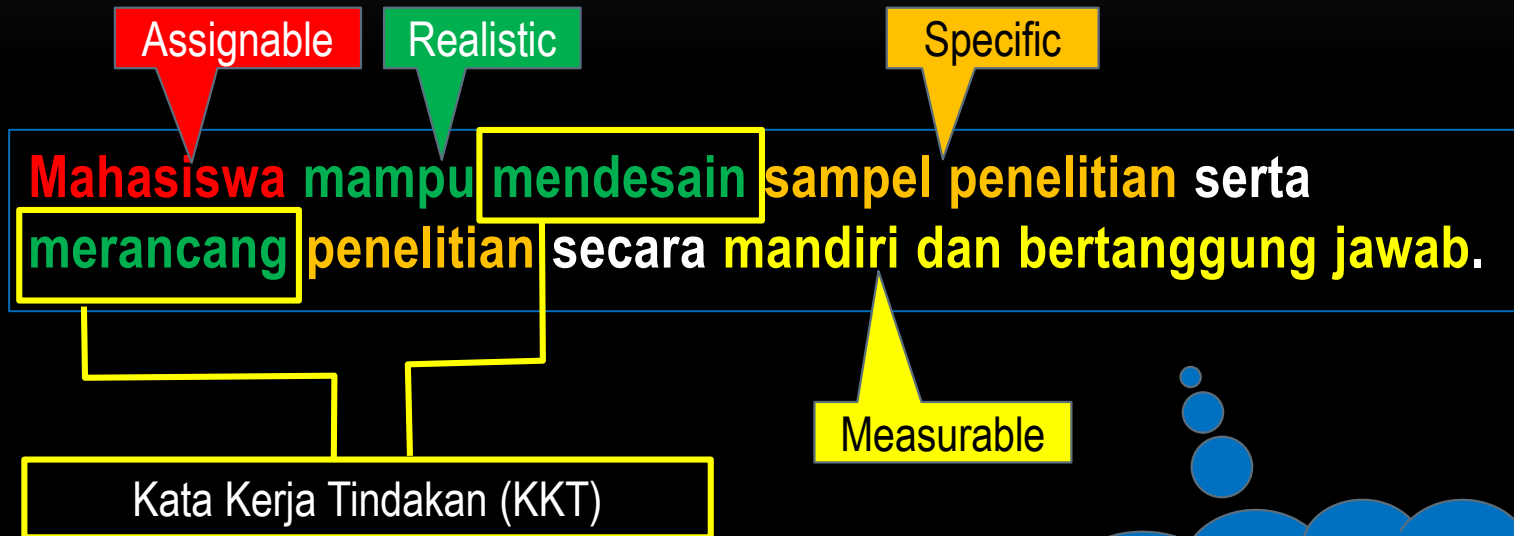 Assignable
Realistic
Specific
Mahasiswa mampu mendesain sampel penelitian serta
merancang penelitian secara mandiri dan bertanggung jawab.
Measurable
Kata Kerja Tindakan (KKT)